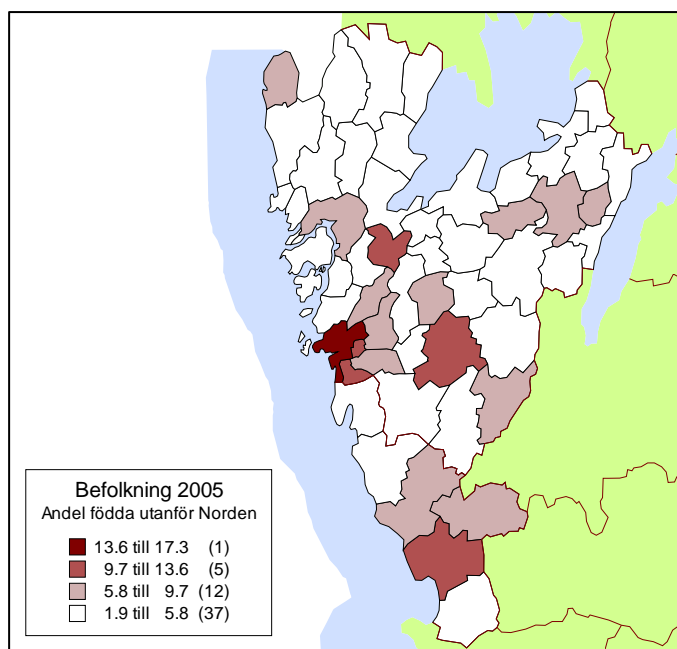 Befolkning 2005
Andel födda utanför Norden
13.6 till 17.3 (1)
9.7 till 13.6 (5)
5.8 till 9.7 (12)
1.9 till 5.8 (37)